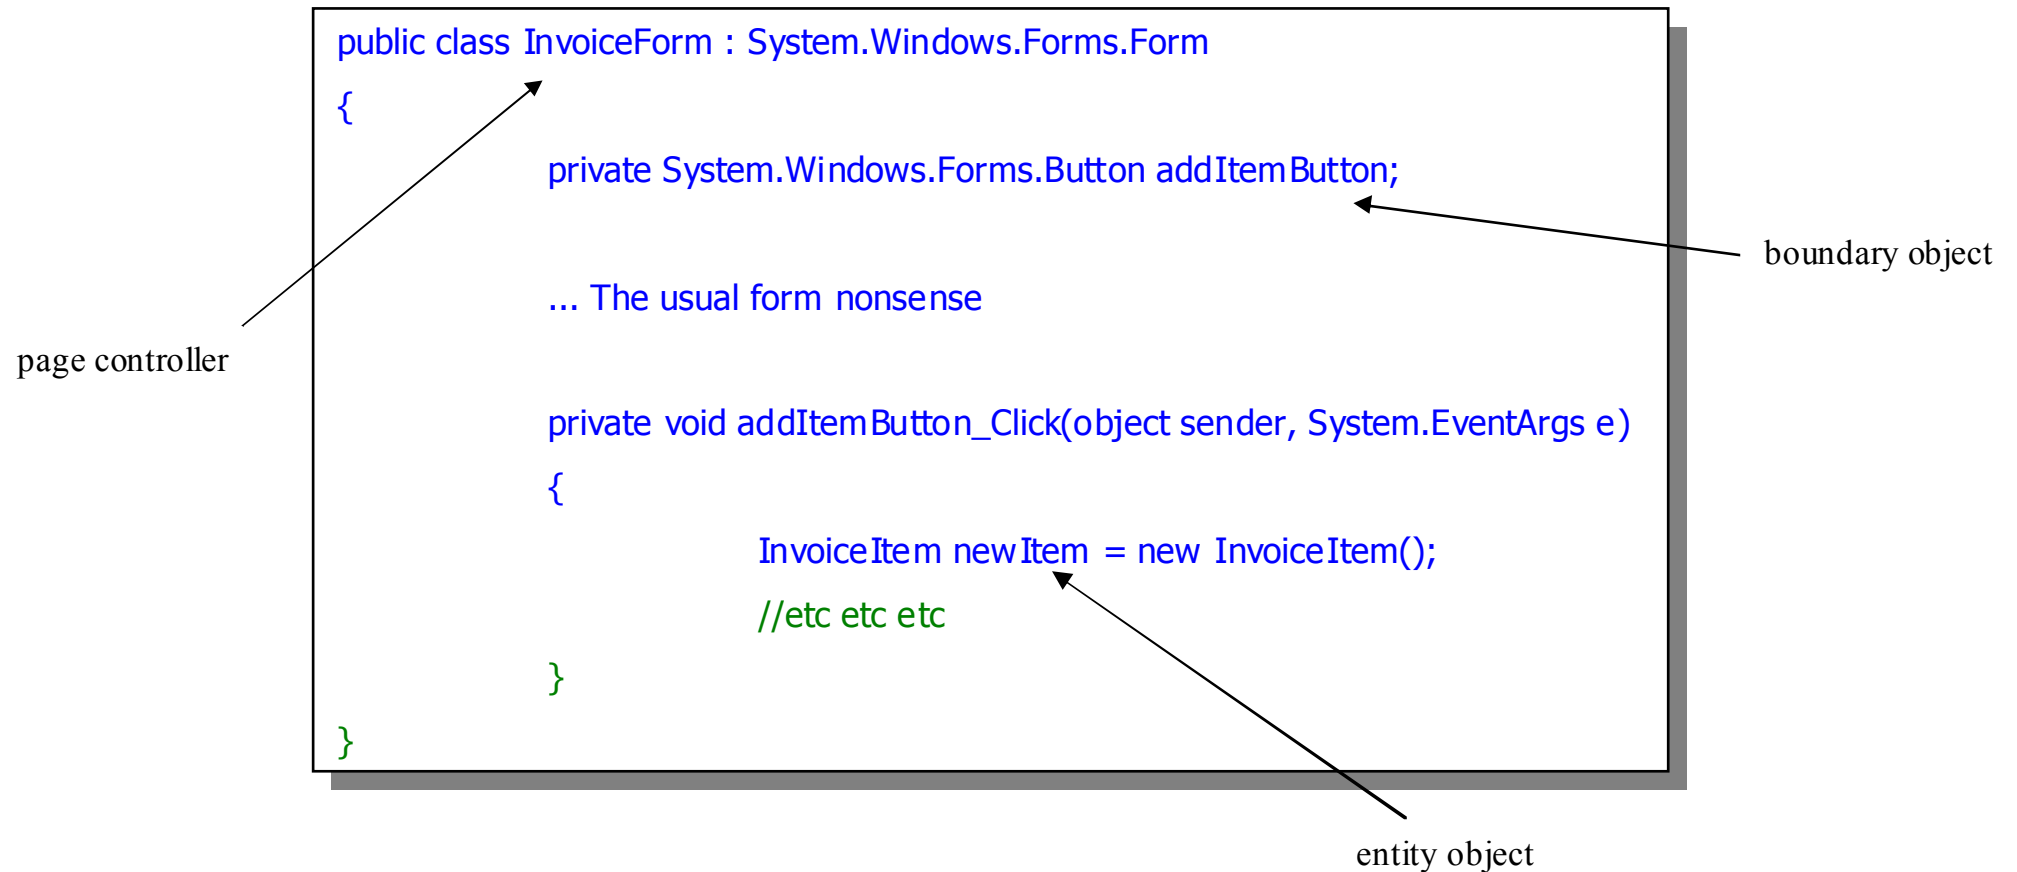 public class InvoiceForm : System.Windows.Forms.Form
{
private System.Windows.Forms.Button addItemButton;
boundary object
... The usual form nonsense
page controller
private void addItemButton_Click(object sender, System.EventArgs e)
{
InvoiceItem newItem = new InvoiceItem();
//etc etc etc
}
}
entity object